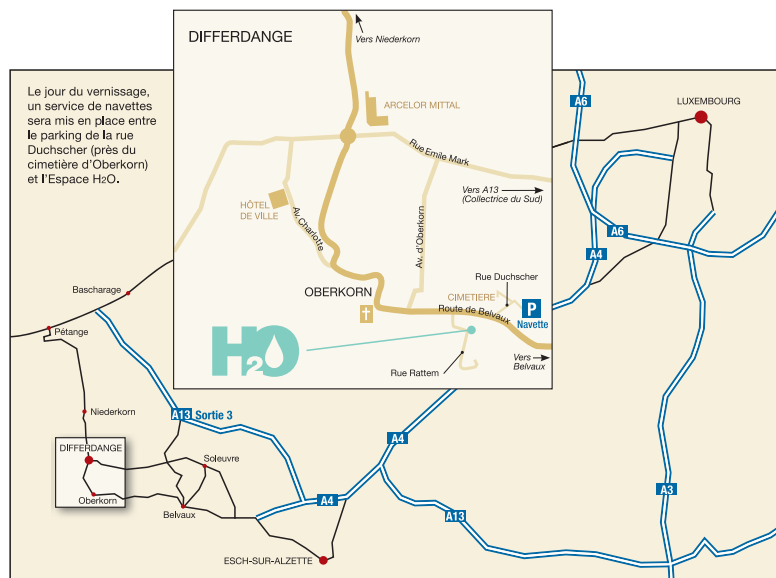 DIFFERDANGE
Vers Niederkorn
ARCELOR MITTAL
Rue Emile Mark
Vers A13
(Collectrice du Sud)
HÔTEL
DE VILLE
Av. Charlotte
Av. d'Oberkorn
OBERKORN
CIMETIERE
Rue Duchscher
P
Navette
Route de Belvaux
H2O
Rue Rattem
Vers
Belvaux
Le jour du vernissage,
un service de navettes
sera mis en place entre
le parking de la rue
Duchscher (près du
cimetière d'Oberkorn)
et l'Espace H2O.
A6
LUXEMBOURG
A6
A4
Bascharage
Pétange
Niederkorn
A13 Sortie 3
DIFFERDANGE
Soleuvre
Oberkorn
Belvaux
A4
A4
A13
A3
ESCH-SUR-ALZETTE